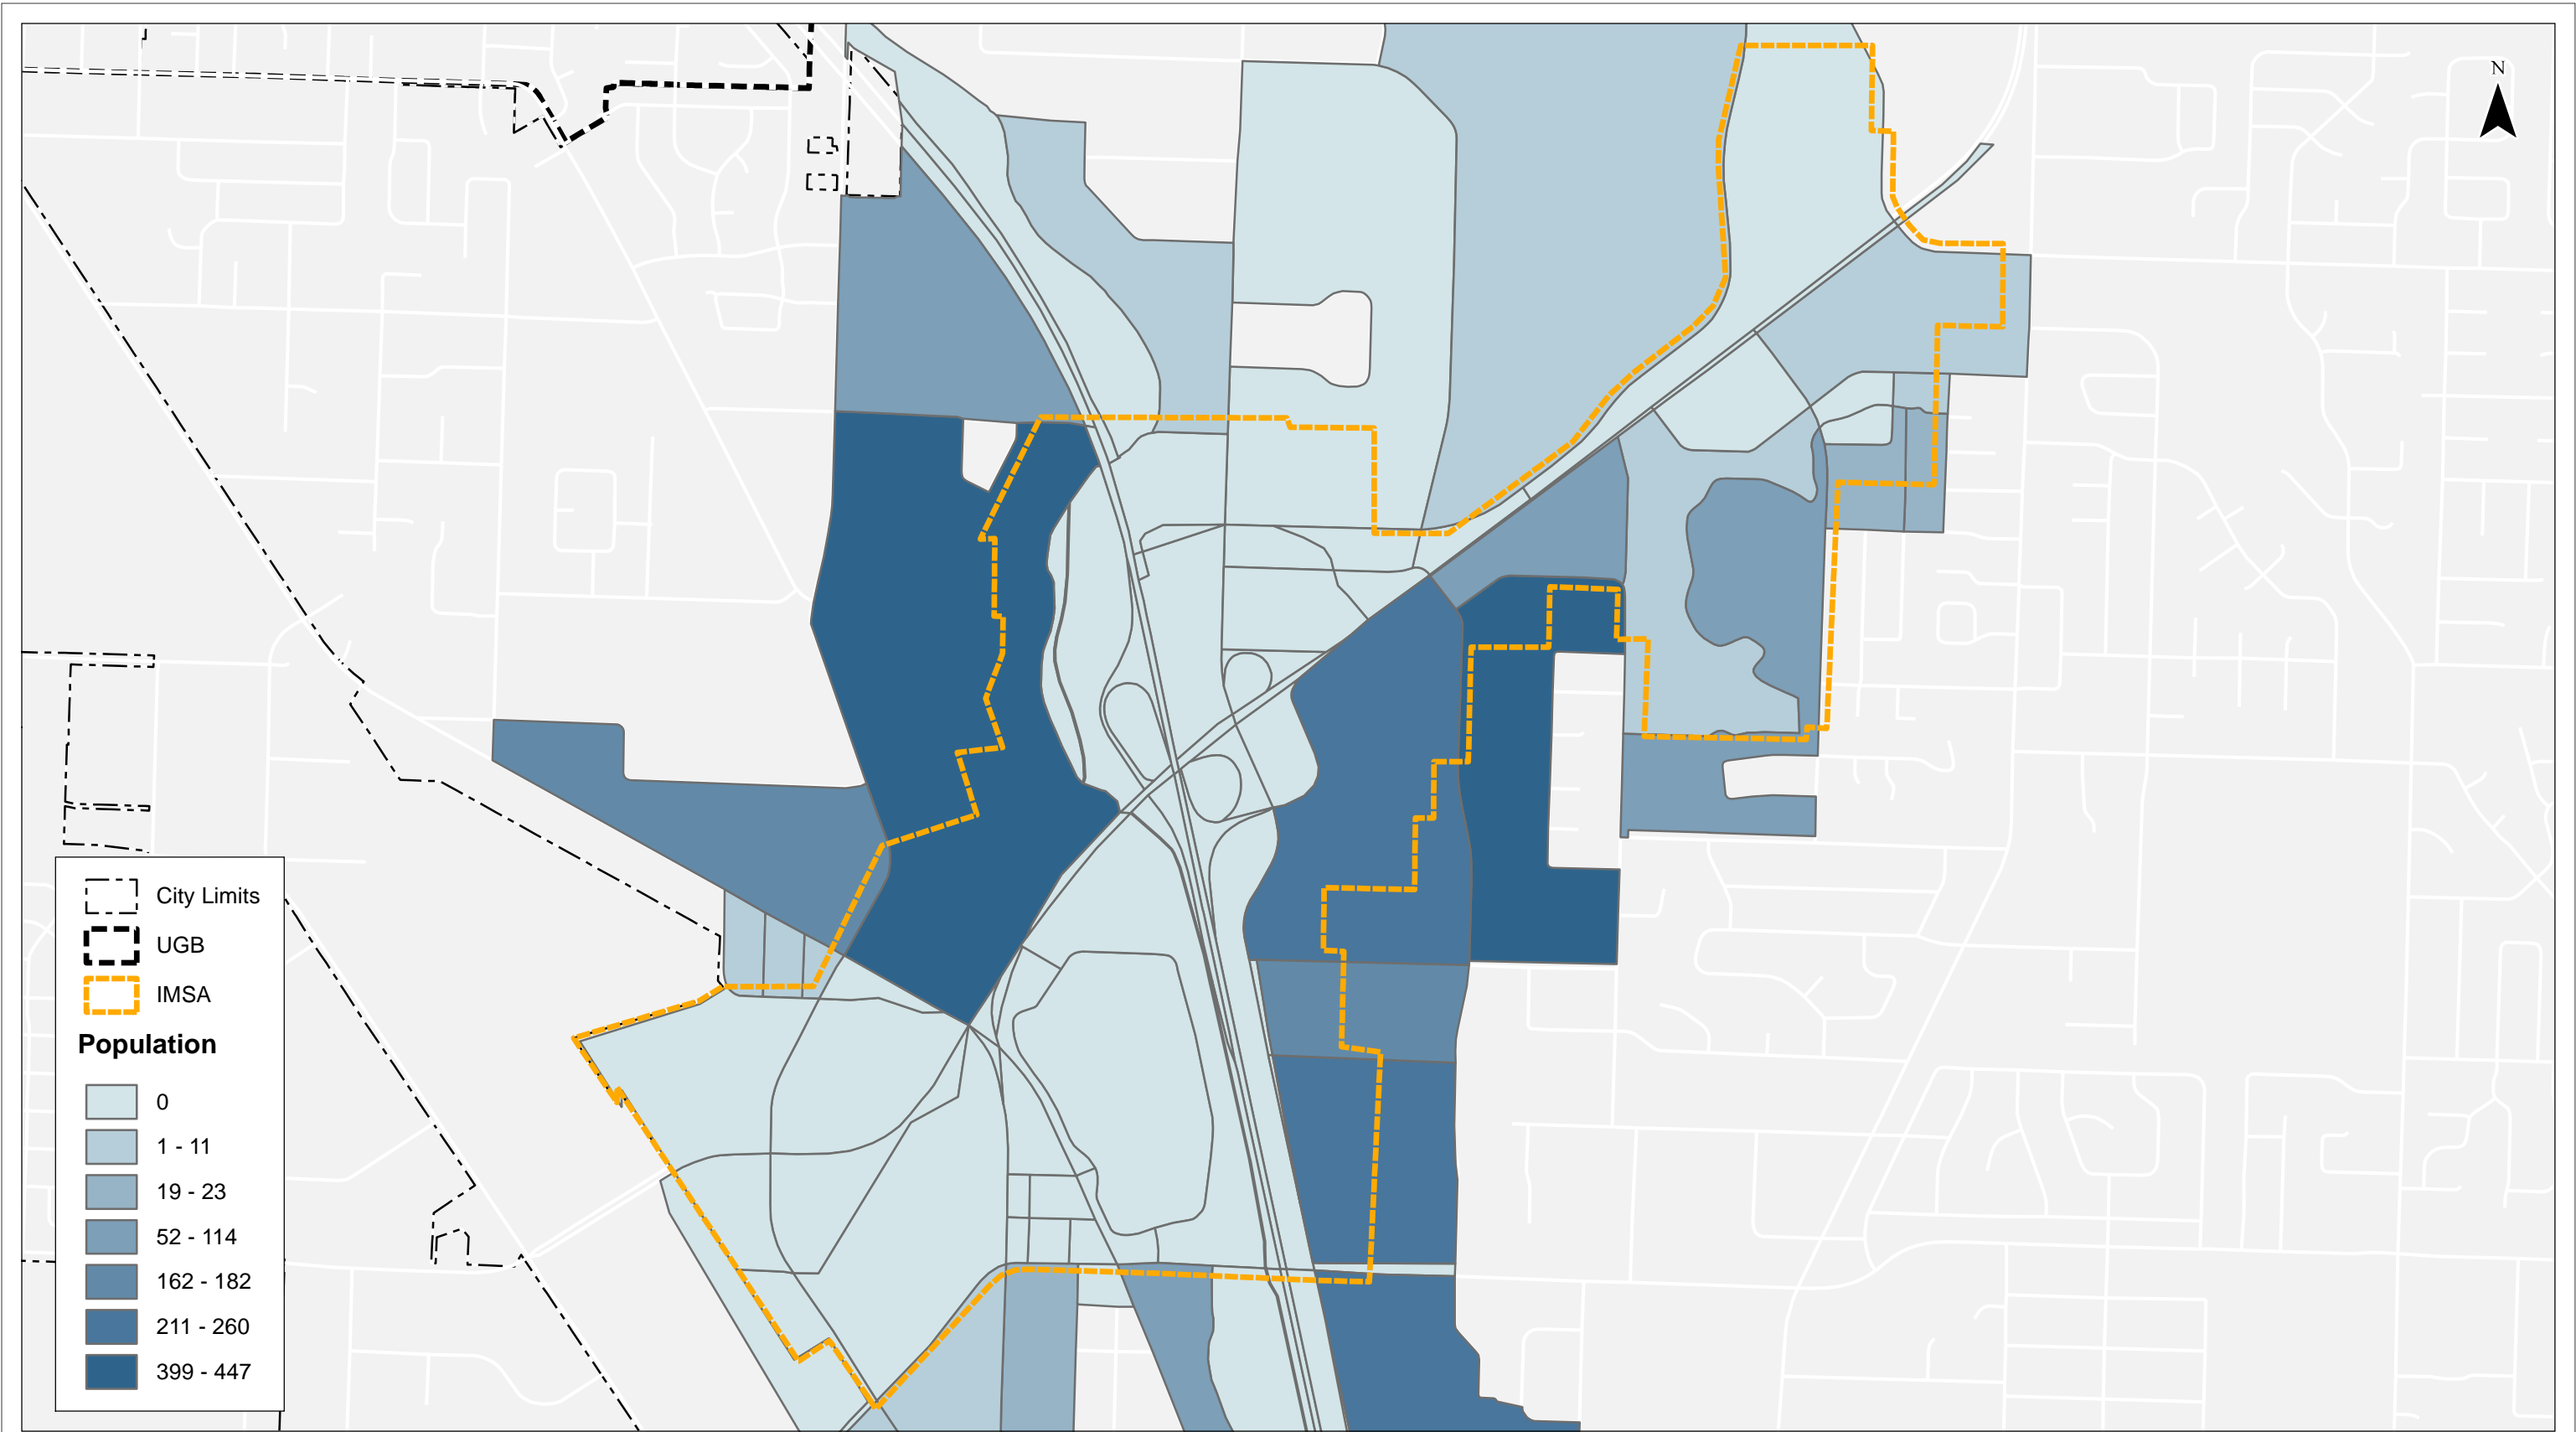 N
City Limits
UGB
IMSA
Population
0
1 - 11
19 - 23
52 - 114
162 - 182
211 - 260
399 - 447